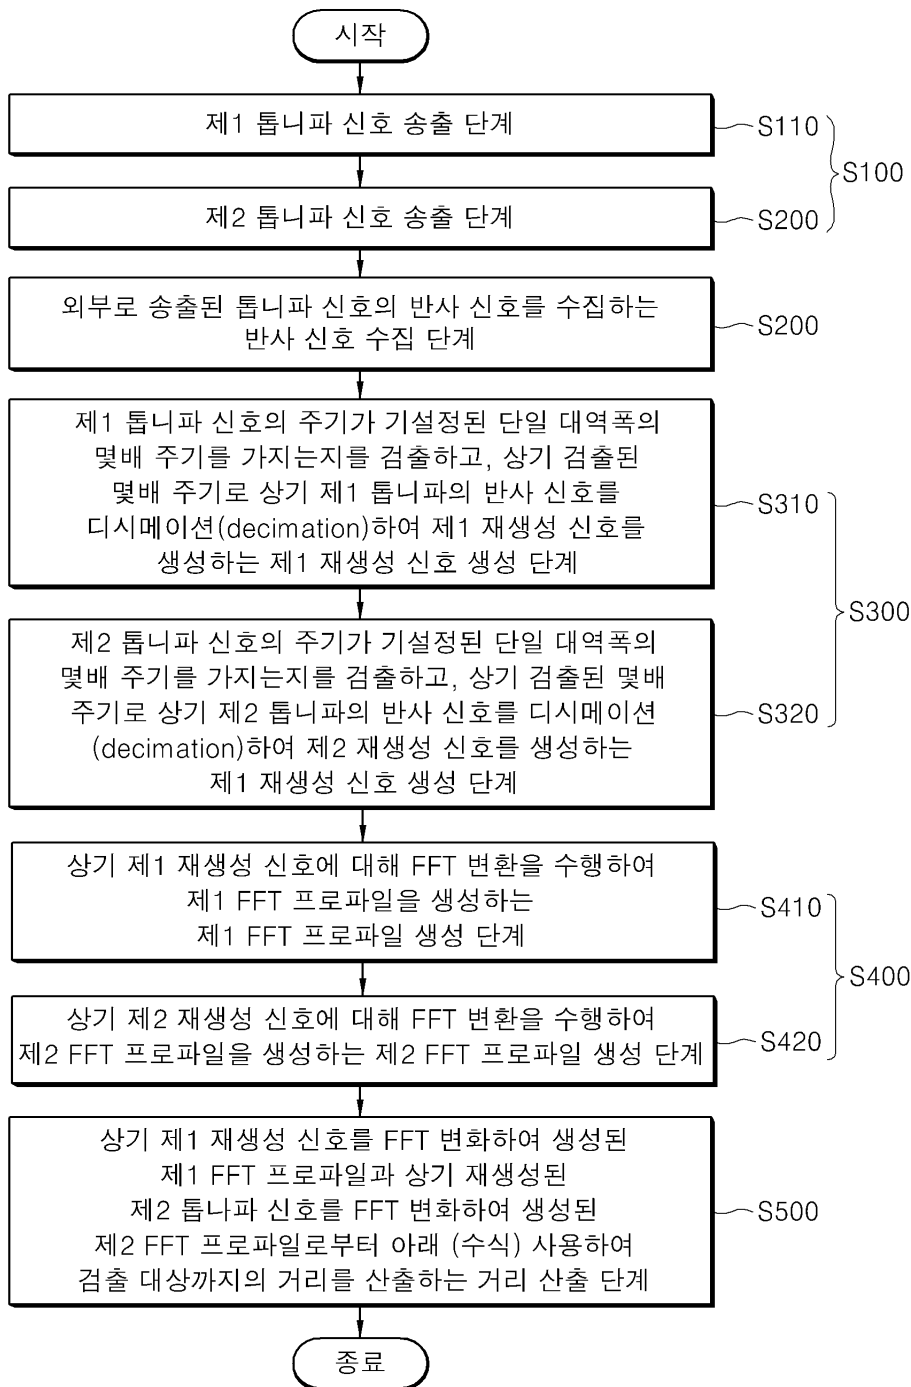 시작
제1 톱니파 신호 송출 단계
S110
S100
제2 톱니파 신호 송출 단계
S200
외부로 송출된 톱니파 신호의 반사 신호를 수집하는
반사 신호 수집 단계
S200
제1 톱니파 신호의 주기가 기설정된 단일 대역폭의
몇배 주기를 가지는지를 검출하고, 상기 검출된
몇배 주기로 상기 제1 톱니파의 반사 신호를
디시메이션(decimation)하여 제1 재생성 신호를
생성하는 제1 재생성 신호 생성 단계
S310
S300
제2 톱니파 신호의 주기가 기설정된 단일 대역폭의
몇배 주기를 가지는지를 검출하고, 상기 검출된 몇배
주기로 상기 제2 톱니파의 반사 신호를 디시메이션
(decimation)하여 제2 재생성 신호를 생성하는
제1 재생성 신호 생성 단계
S320
상기 제1 재생성 신호에 대해 FFT 변환을 수행하여
제1 FFT 프로파일을 생성하는
제1 FFT 프로파일 생성 단계
S410
S400
상기 제2 재생성 신호에 대해 FFT 변환을 수행하여
제2 FFT 프로파일을 생성하는 제2 FFT 프로파일 생성 단계
S420
상기 제1 재생성 신호를 FFT 변화하여 생성된
제1 FFT 프로파일과 상기 재생성된
제2 톱나파 신호를 FFT 변화하여 생성된
제2 FFT 프로파일로부터 아래 (수식) 사용하여
검출 대상까지의 거리를 산출하는 거리 산출 단계
S500
종료